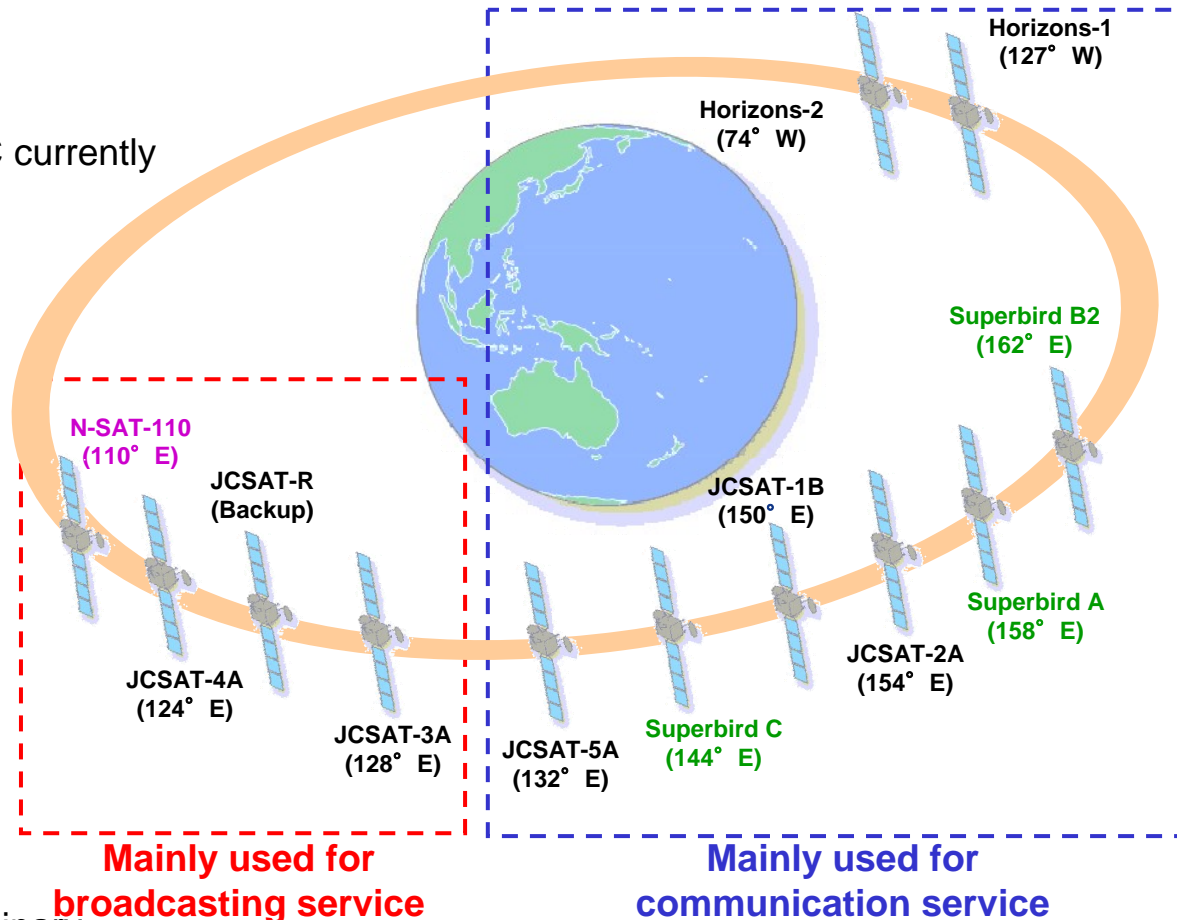 Horizons-1
(127° W)
Horizons-2
(74° W)
currently
Superbird B2
(162° E)
N-SAT-110
(110° E)
JCSAT-R
(Backup)
JCSAT-1B
(150° E)
Superbird A
(158° E)
JCSAT-2A
(154° E)
JCSAT-4A
(124° E)
Superbird C
(144° E)
JCSAT-3A
(128° E)
JCSAT-5A
(132° E)
Mainly used for
broadcasting service
Mainly used for
communication service